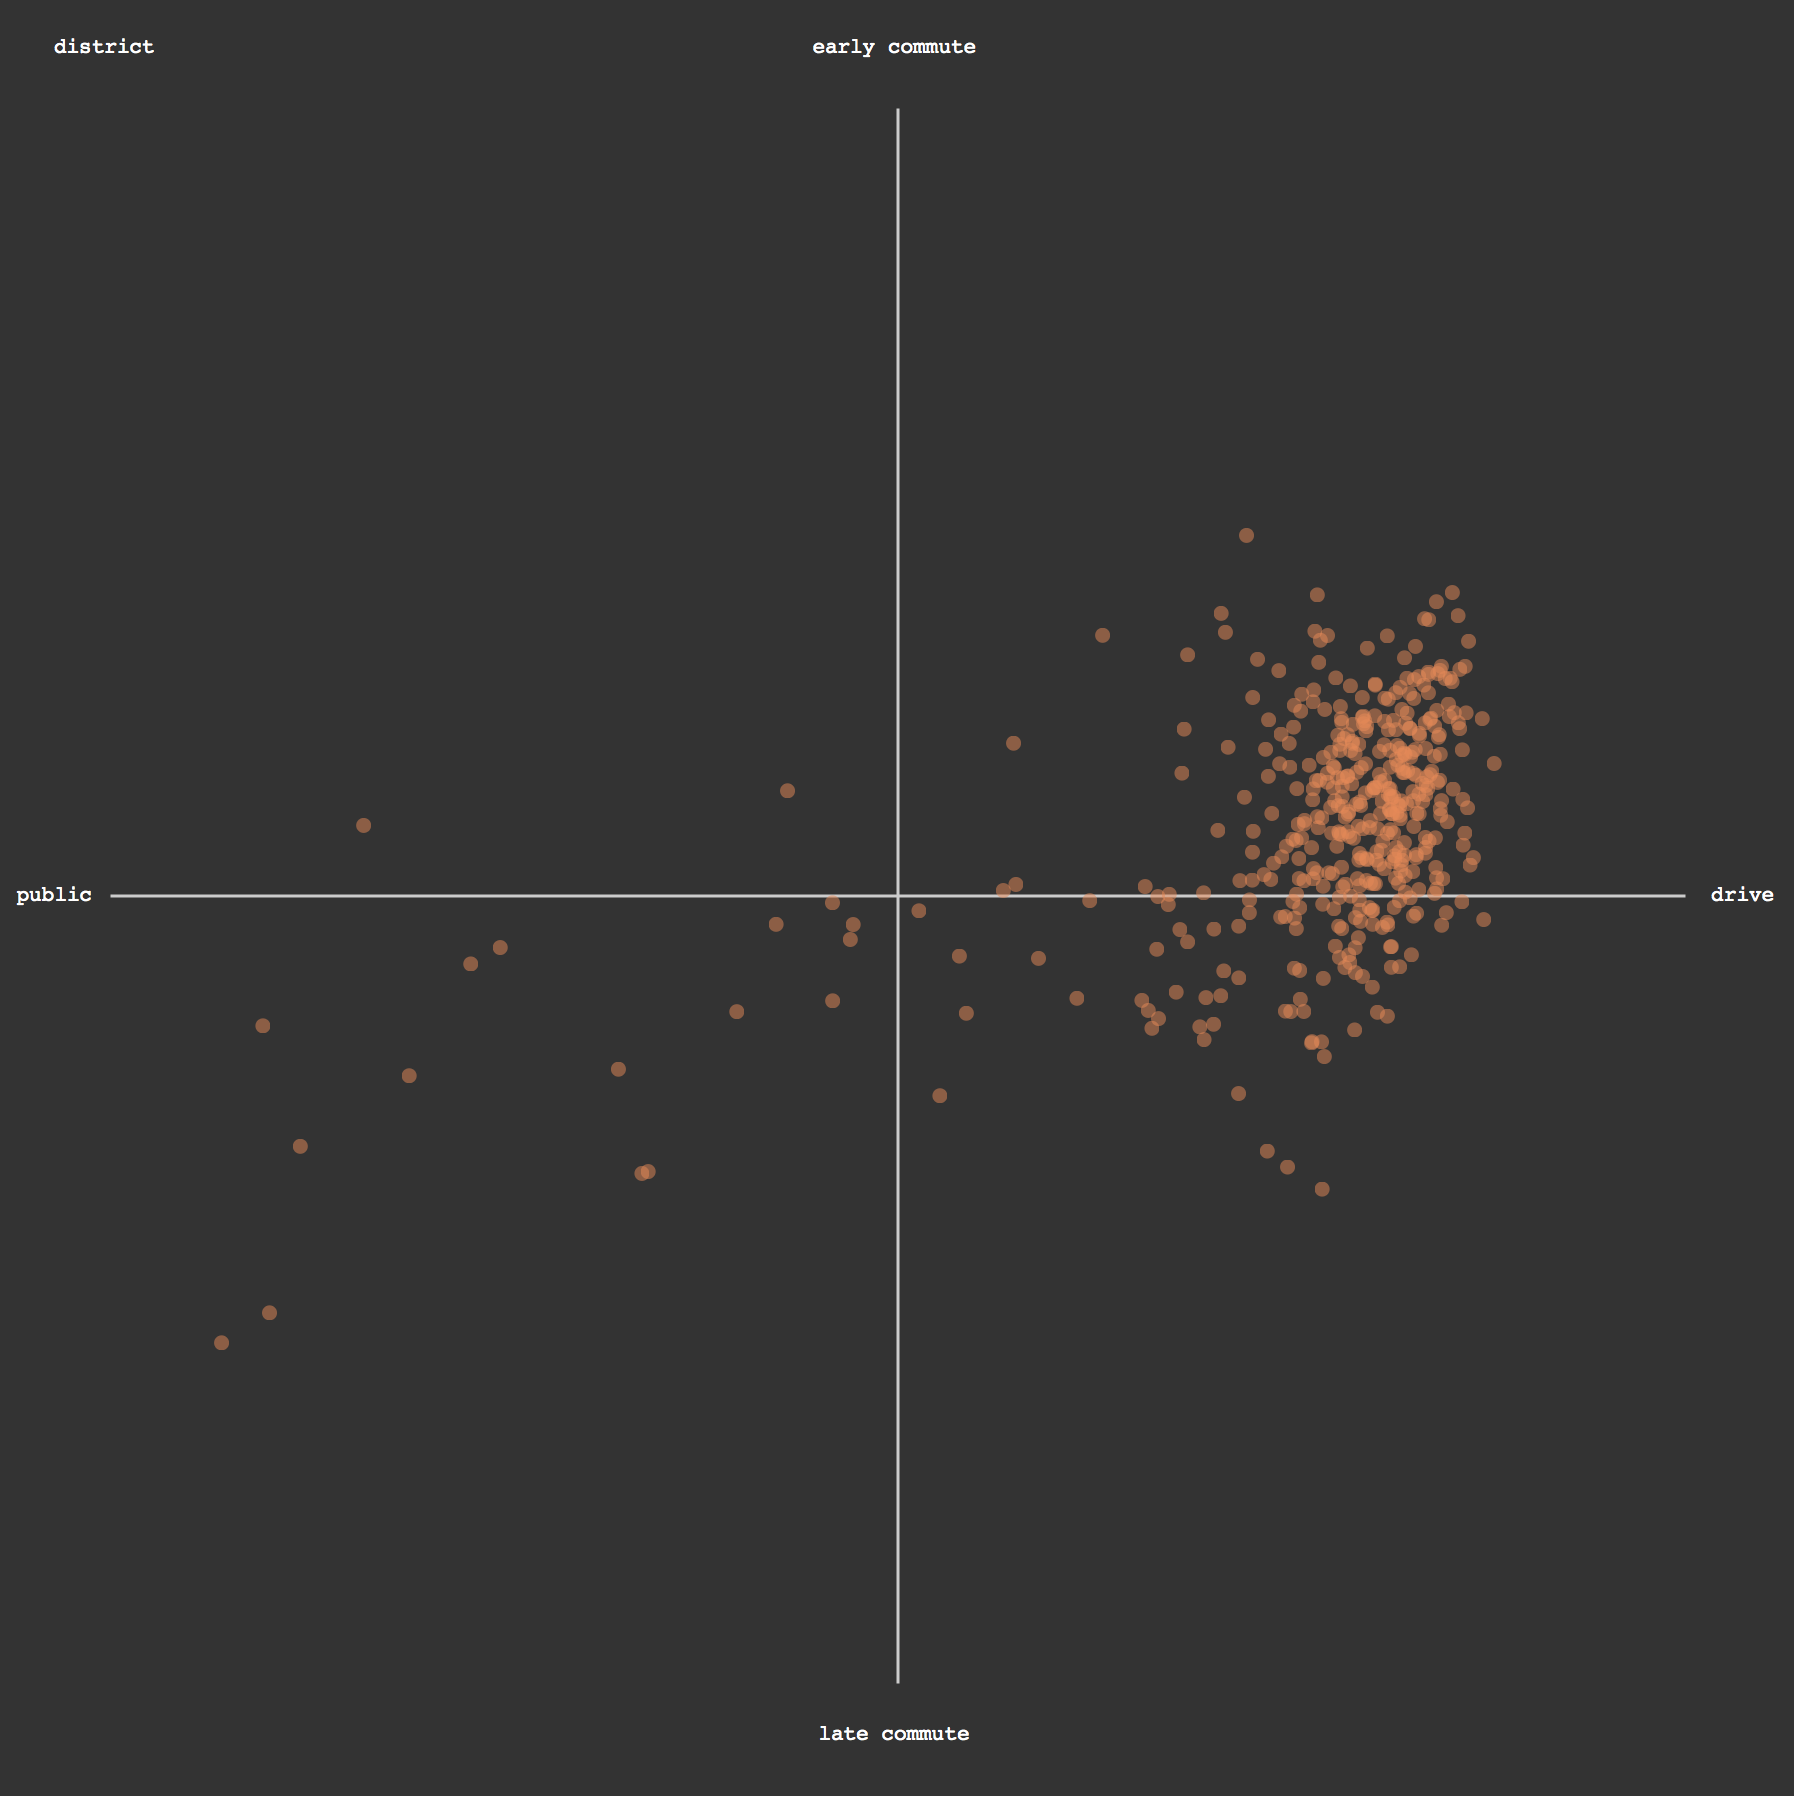 district
early commute
public
drive
late commute